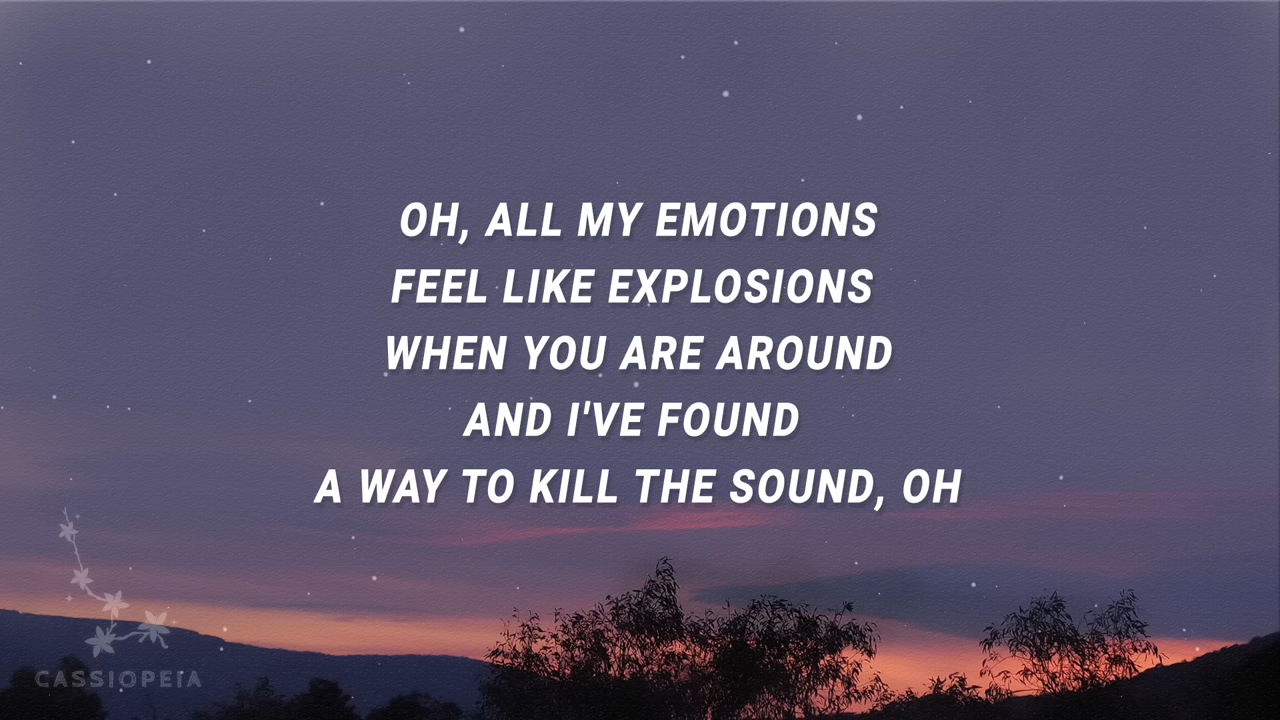 OH, ALL MY EMOTIONS
FEEL LIKE EXPLOSIONS
WHEN YOU ARE AROUND
AND I'VE FOUND
A WAY TO KILL THE SOUND, OH
CASSIOPEIA